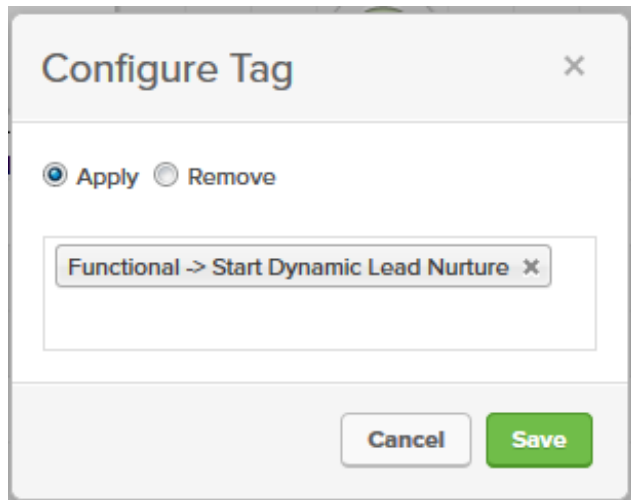 Configure Tag ×
Apply Remove
Functional -> Start Dynamic Lead Nurture ×
Cancel Save